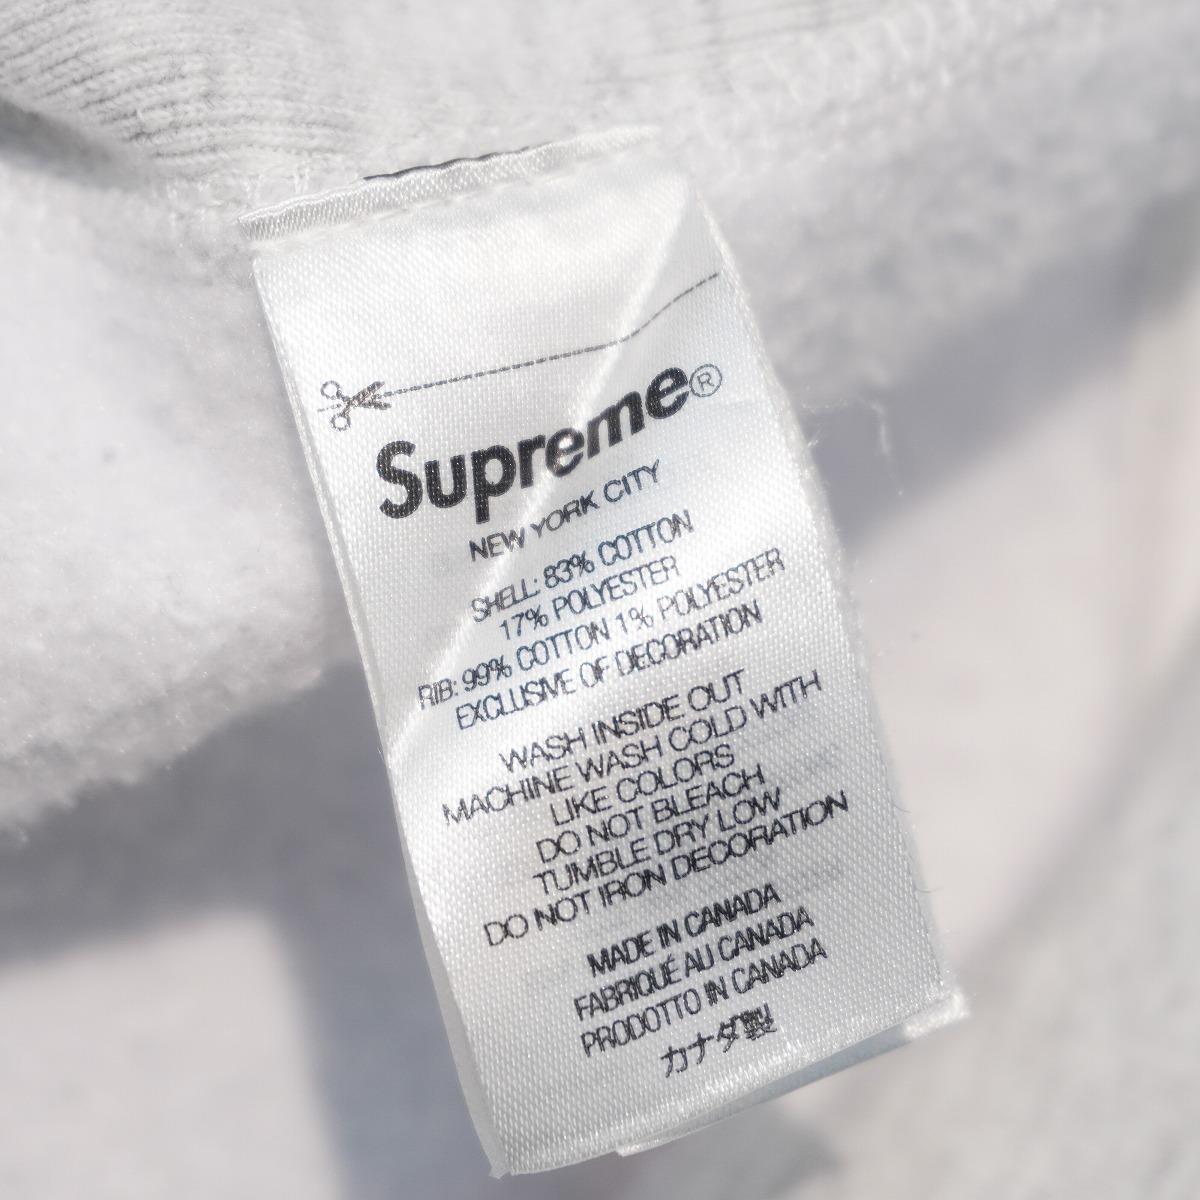 Supreme®
NEW YORK CITY
SHELL: 83% COTTON
17% POLYESTER
RIB: 99% COTTON 1% POLYESTER
EXCLUSIVE OF DECORATION
WASH INSIDE OUT
MACHINE WASH COLD WITH
LIKE COLORS
DO NOT BLEACH
TUMBLE DRY LOW
DO NOT IRON DECORATION
MADE IN CANADA
FABRIQUÉ AU CANADA
PRODOTTO IN CANADA
カナダ製